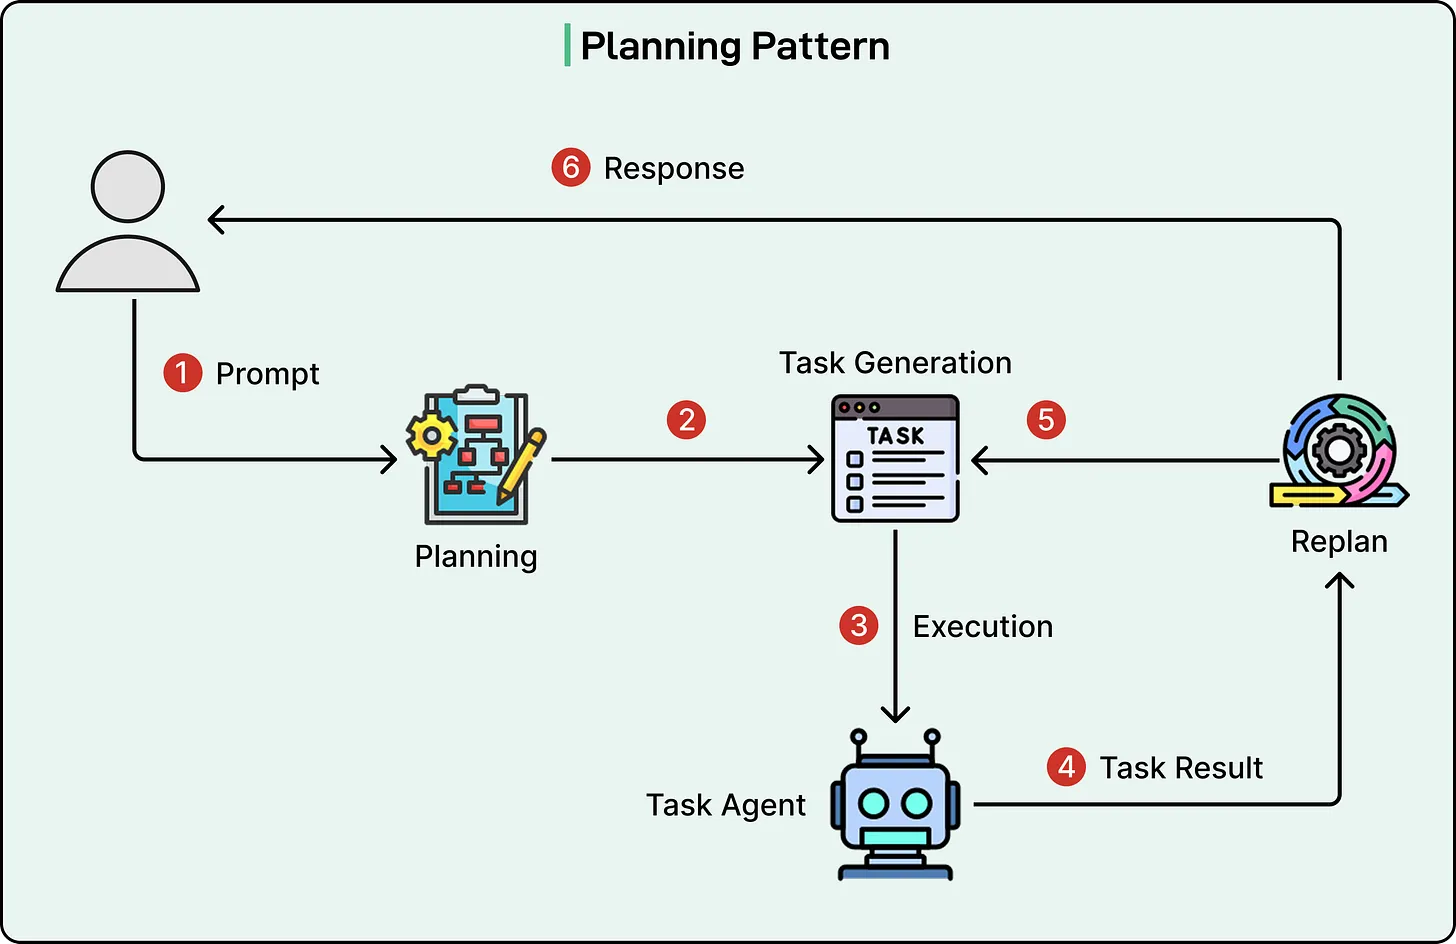 Planning Pattern
6 Response
1 Prompt
Task Generation
2
5
TASK
Planning
Replan
3 Execution
4 Task Result
Task Agent